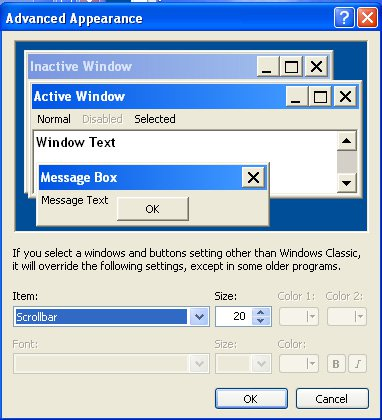 Advanced Appearance
Inactive Window
Active Window
Normal Disabled Selected
Window Text
Message Box
Message Text
OK
If you select a windows and buttons setting other than Windows Classic,
it will override the following settings, except in some older programs.
Item: Size: Color 1: Color 2:
Scrollbar 20
Font: Size: Color:
B I
OK Cancel